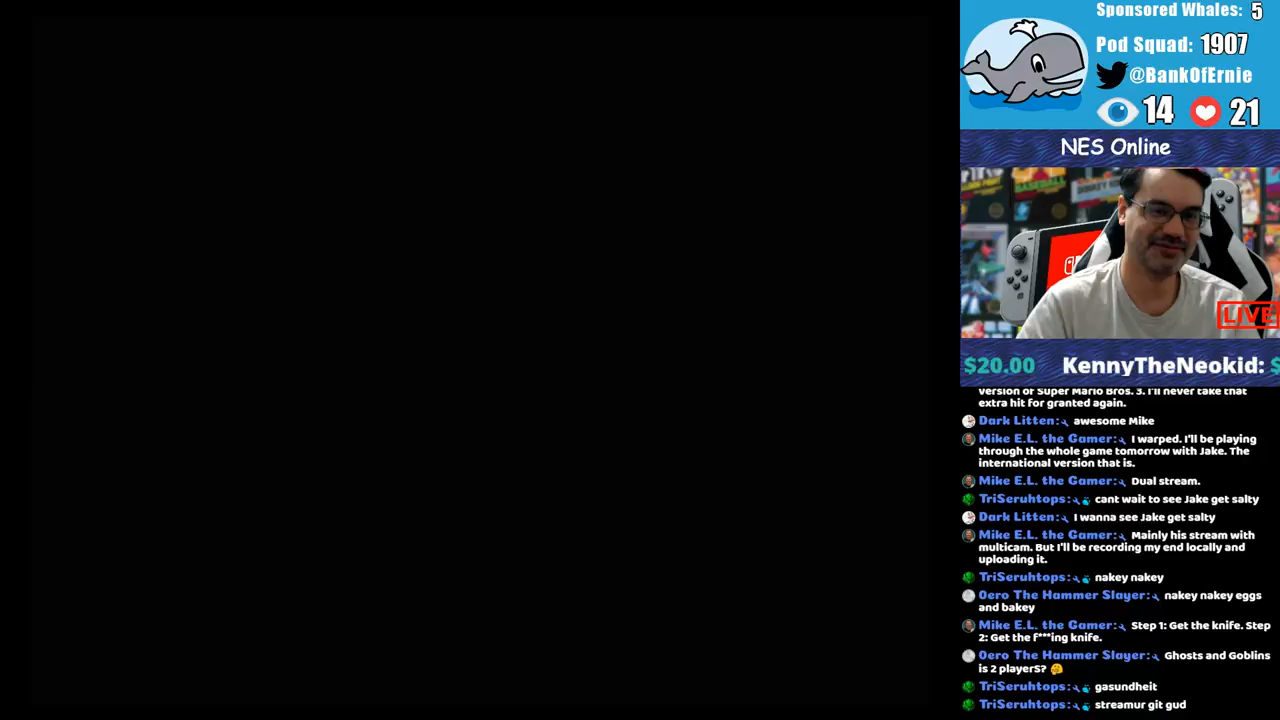 Sponsored Whales: 5
Pod Squad: 1907
@BankOfErnie
14 21
NES Online
LIVE
$20.00 KennyTheNeokid: $
version of Super Mario Bros. 3. I'll never take that
extra hit for granted again.
Dark Litten: awesome Mike
Mike E.L. the Gamer: I warped. I'll be playing
through the whole game tomorrow with Jake. The
international version that is.
Mike E.L. the Gamer: Dual stream.
TriSeruhtops: cant wait to see Jake get salty
Dark Litten: I wanna see Jake get salty
Mike E.L. the Gamer: Mainly his stream with
multicam. But I'll be recording my end locally and
uploading it.
TriSeruhtops: nakey nakey
Oero The Hammer Slayer: nakey nakey eggs
and bakey
Mike E.L. the Gamer: Step 1: Get the knife. Step
2: Get the f***ing knife.
Oero The Hammer Slayer: Ghosts and Goblins
is 2 playerS?
TriSeruhtops: gasundheit
TriSeruhtops: streamur git gud